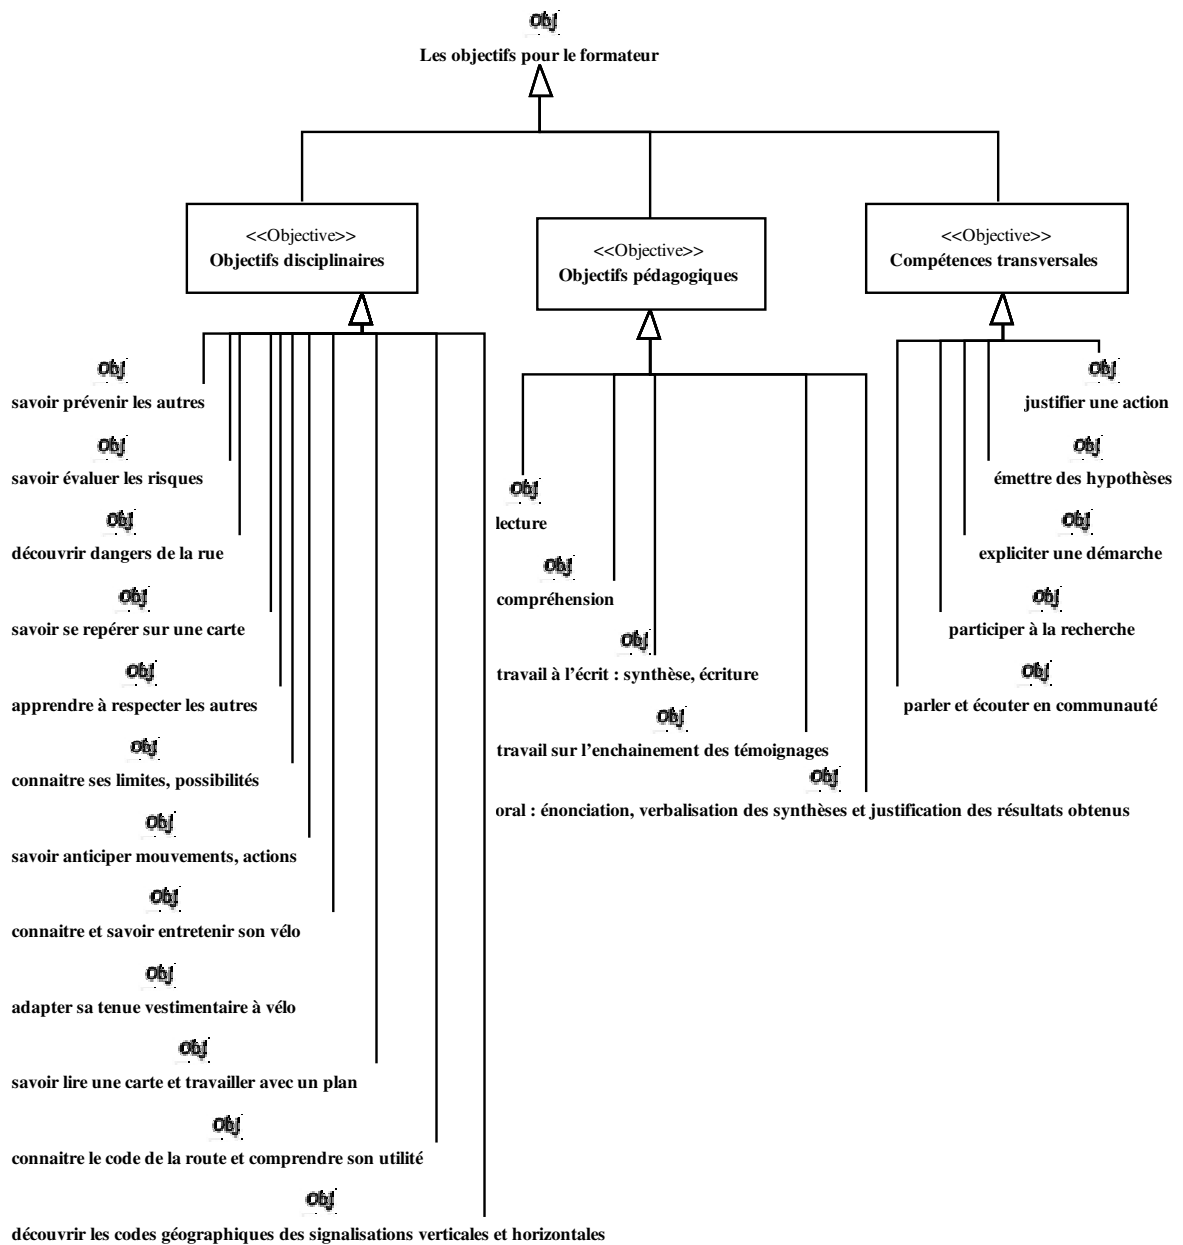 Obj
Les objectifs pour le formateur
<<Objective>>
Objectifs disciplinaires
<<Objective>>
Objectifs pédagogiques
<<Objective>>
Compétences transversales
Obj
savoir prévenir les autres
Obj
savoir évaluer les risques
Obj
découvrir dangers de la rue
Obj
savoir se repérer sur une carte
Obj
apprendre à respecter les autres
Obj
connaitre ses limites, possibilités
Obj
savoir anticiper mouvements, actions
Obj
connaitre et savoir entretenir son vélo
Obj
adapter sa tenue vestimentaire à vélo
Obj
savoir lire une carte et travailler avec un plan
Obj
connaitre le code de la route et comprendre son utilité
Obj
découvrir les codes géographiques des signalisations verticales et horizontales
Obj
lecture
Obj
compréhension
Obj
travail à l'écrit : synthèse, écriture
Obj
travail sur l'enchainement des témoignages
Obj
oral : énonciation, verbalisation des synthèses et justification des résultats obtenus
Obj
justifier une action
Obj
émettre des hypothèses
Obj
expliciter une démarche
Obj
participer à la recherche
Obj
parler et écouter en communauté